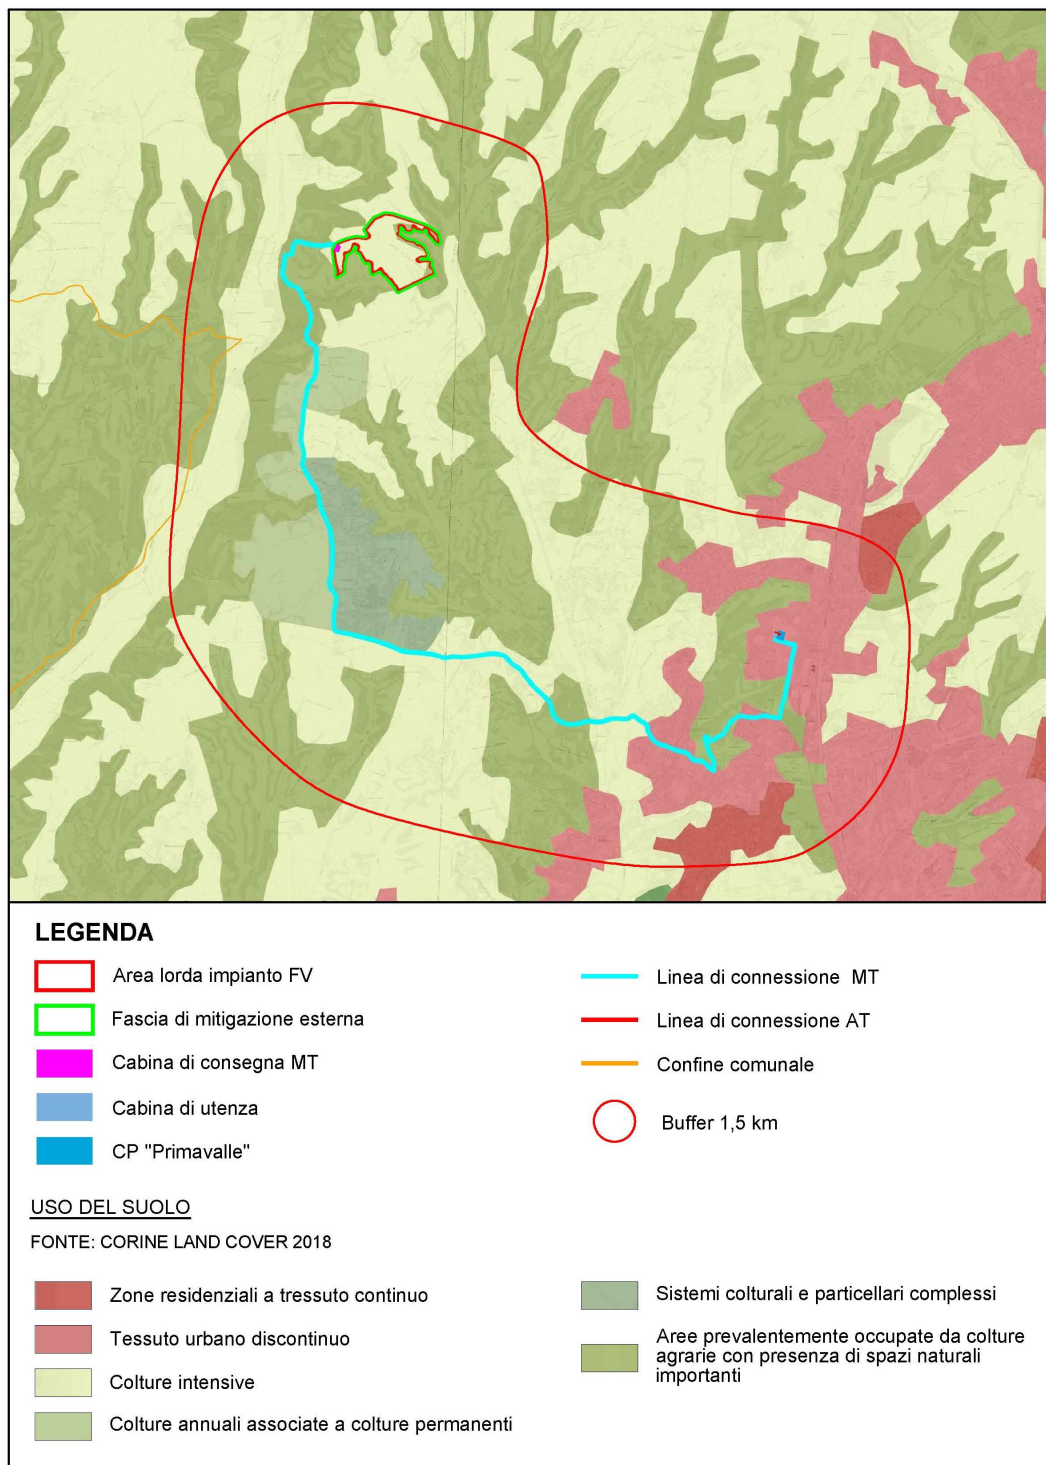 LEGENDA
Area lorda impianto FV
Fascia di mitigazione esterna
Cabina di consegna MT
Cabina di utenza
CP "Primavalle"
Linea di connessione MT
Linea di connessione AT
Confine comunale
Buffer 1,5 km
USO DEL SUOLO
FONTE: CORINE LAND COVER 2018
Zone residenziali a tressuto continuo
Tessuto urbano discontinuo
Colture intensive
Colture annuali associate a colture permanenti
Sistemi colturali e particellari complessi
Aree prevalentemente occupate da colture
agrarie con presenza di spazi naturali
importanti